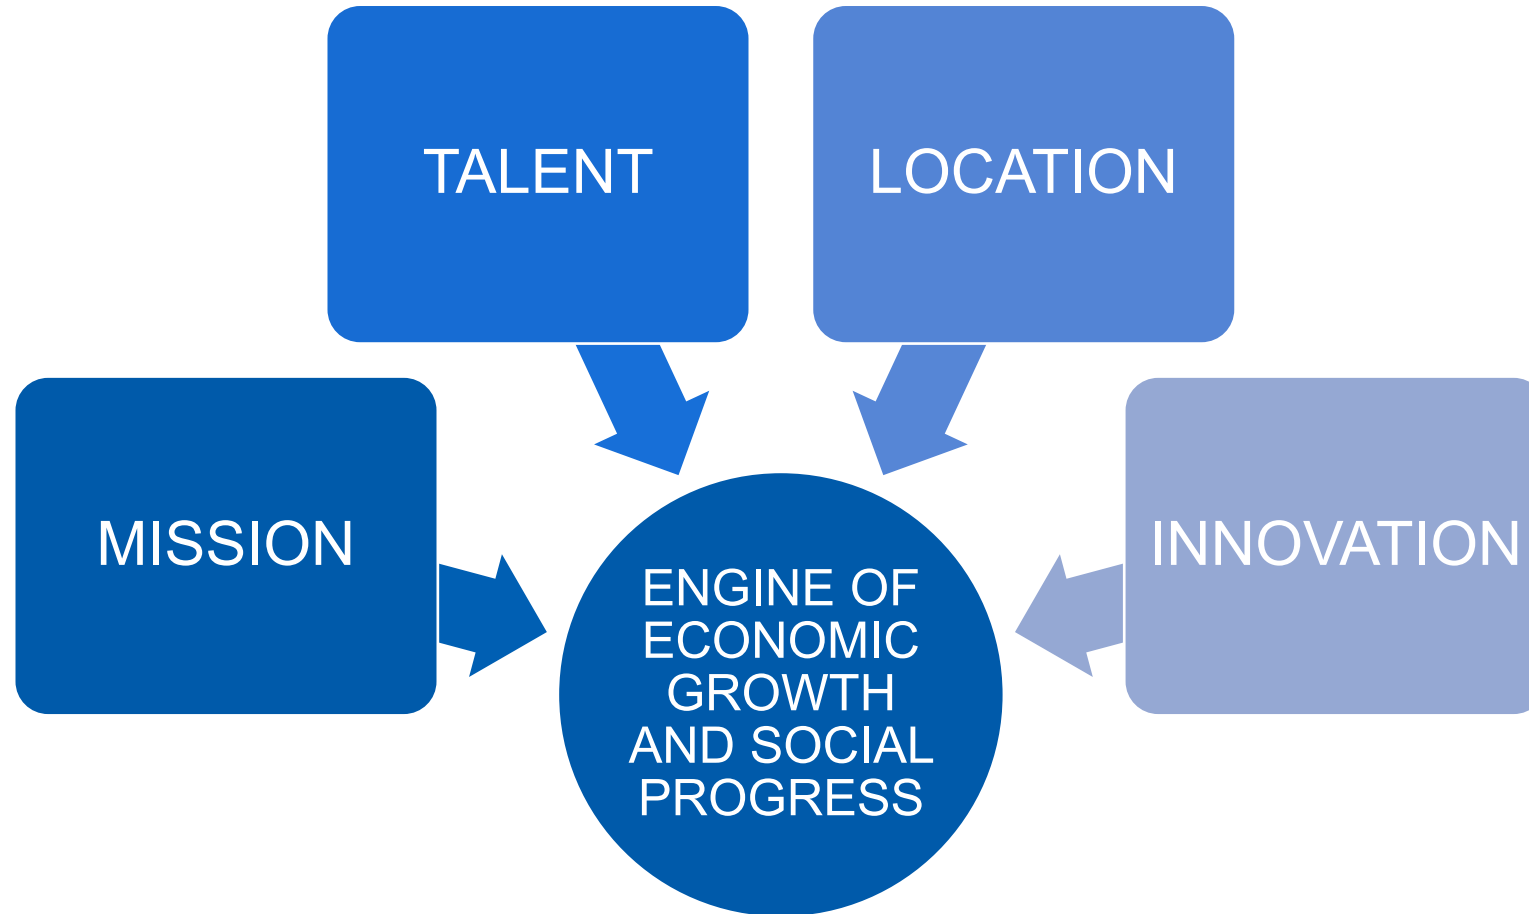 TALENT
LOCATION
MISSION
INNOVATION
ENGINE OF
ECONOMIC
GROWTH
AND SOCIAL
PROGRESS